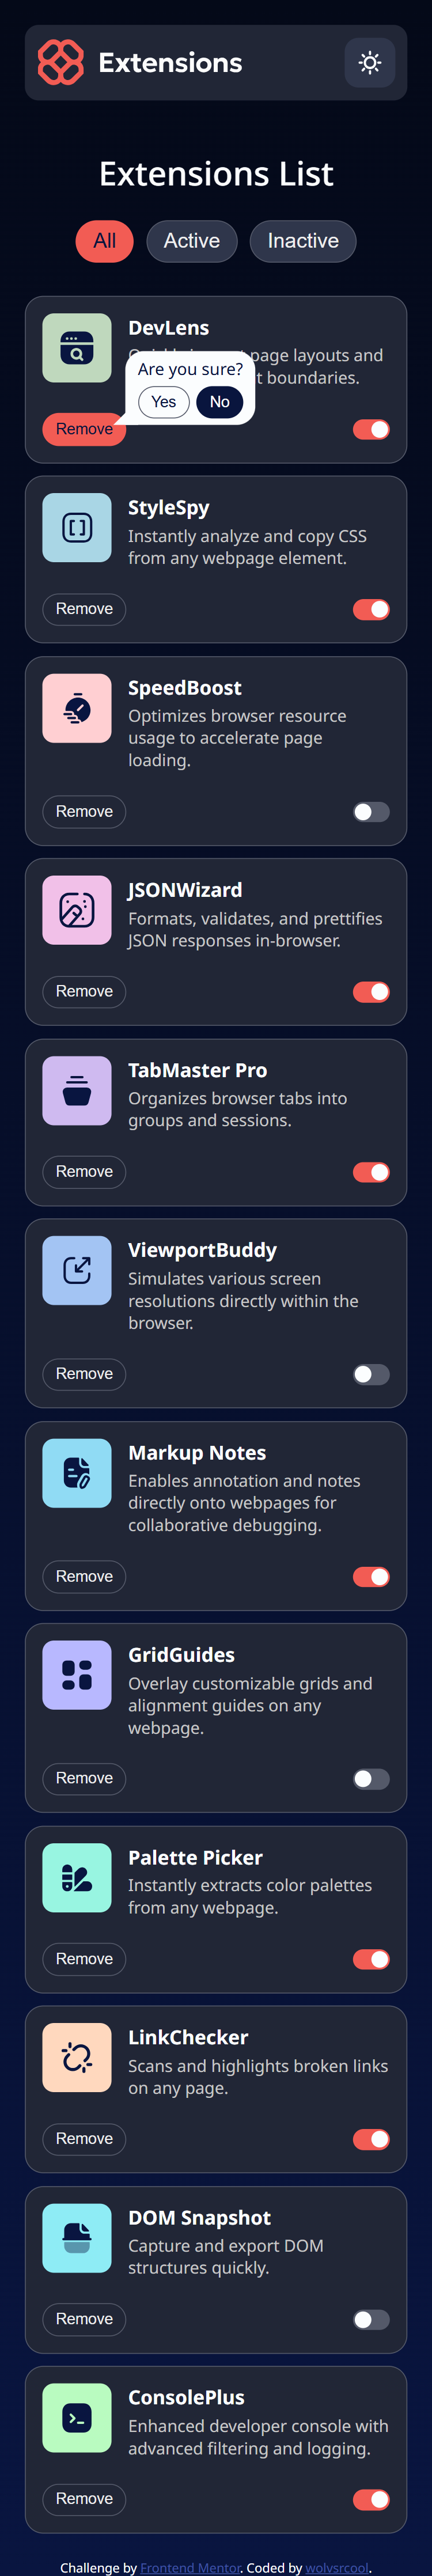 Extensions
Extensions List
All Active Inactive
DevLens
page layouts and
t boundaries.
Are you sure?
Yes No
Remove
StyleSpy
Instantly analyze and copy CSS
from any webpage element.
Remove
SpeedBoost
Optimizes browser resource
usage to accelerate page
loading.
Remove
JSONWizard
Formats, validates, and prettifies
JSON responses in-browser.
Remove
TabMaster Pro
Organizes browser tabs into
groups and sessions.
Remove
ViewportBuddy
Simulates various screen
resolutions directly within the
browser.
Remove
Markup Notes
Enables annotation and notes
directly onto webpages for
collaborative debugging.
Remove
GridGuides
Overlay customizable grids and
alignment guides on any
webpage.
Remove
Palette Picker
Instantly extracts color palettes
from any webpage.
Remove
LinkChecker
Scans and highlights broken links
on any page.
Remove
DOM Snapshot
Capture and export DOM
structures quickly.
Remove
ConsolePlus
Enhanced developer console with
advanced filtering and logging.
Remove
Challenge by Frontend Mentor. Coded by wolvsrcool.